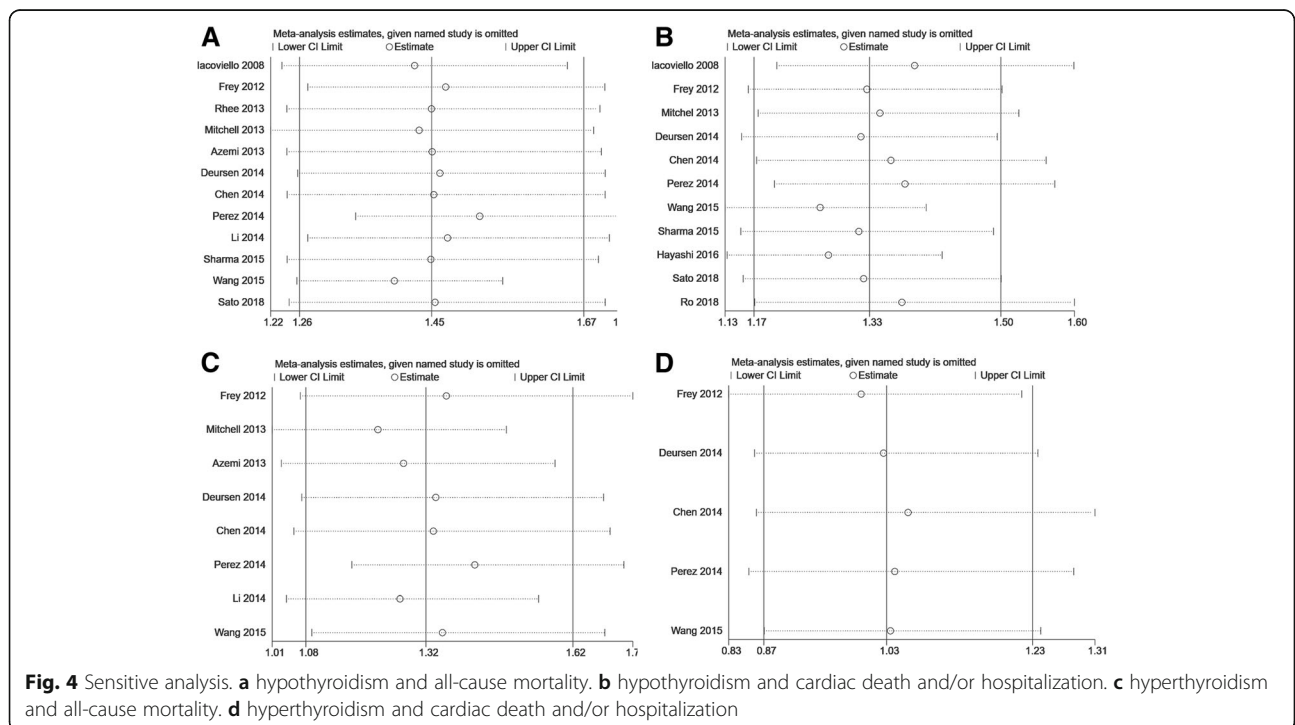 A
Meta-analysis estimates, given named study is omitted
Lower CI Limit Estimate Upper CI Limit
Iacoviello 2008
Frey 2012
Rhee 2013
Mitchell 2013
Azemi 2013
Deursen 2014
Chen 2014
Perez 2014
Li 2014
Sharma 2015
Wang 2015
Sato 2018
1.22 1.26 1.45 1.67 1
B
Meta-analysis estimates, given named study is omitted
Lower CI Limit Estimate Upper CI Limit
Iacoviello 2008
Frey 2012
Mitchel 2013
Deursen 2014
Chen 2014
Perez 2014
Wang 2015
Sharma 2015
Hayashi 2016
Sato 2018
Ro 2018
1.13 1.17 1.33 1.50 1.60
C
Meta-analysis estimates, given named study is omitted
Lower CI Limit Estimate Upper CI Limit
Frey 2012
Mitchell 2013
Azemi 2013
Deursen 2014
Chen 2014
Perez 2014
Li 2014
Wang 2015
1.01 1.08 1.32 1.62 1.7
D
Meta-analysis estimates, given named study is omitted
Lower CI Limit Estimate Upper CI Limit
Frey 2012
Deursen 2014
Chen 2014
Perez 2014
Wang 2015
0.83 0.87 1.03 1.23 1.31
Fig. 4 Sensitive analysis. a hypothyroidism and all-cause mortality. b hypothyroidism and cardiac death and/or hospitalization. c hyperthyroidism
and all-cause mortality. d hyperthyroidism and cardiac death and/or hospitalization